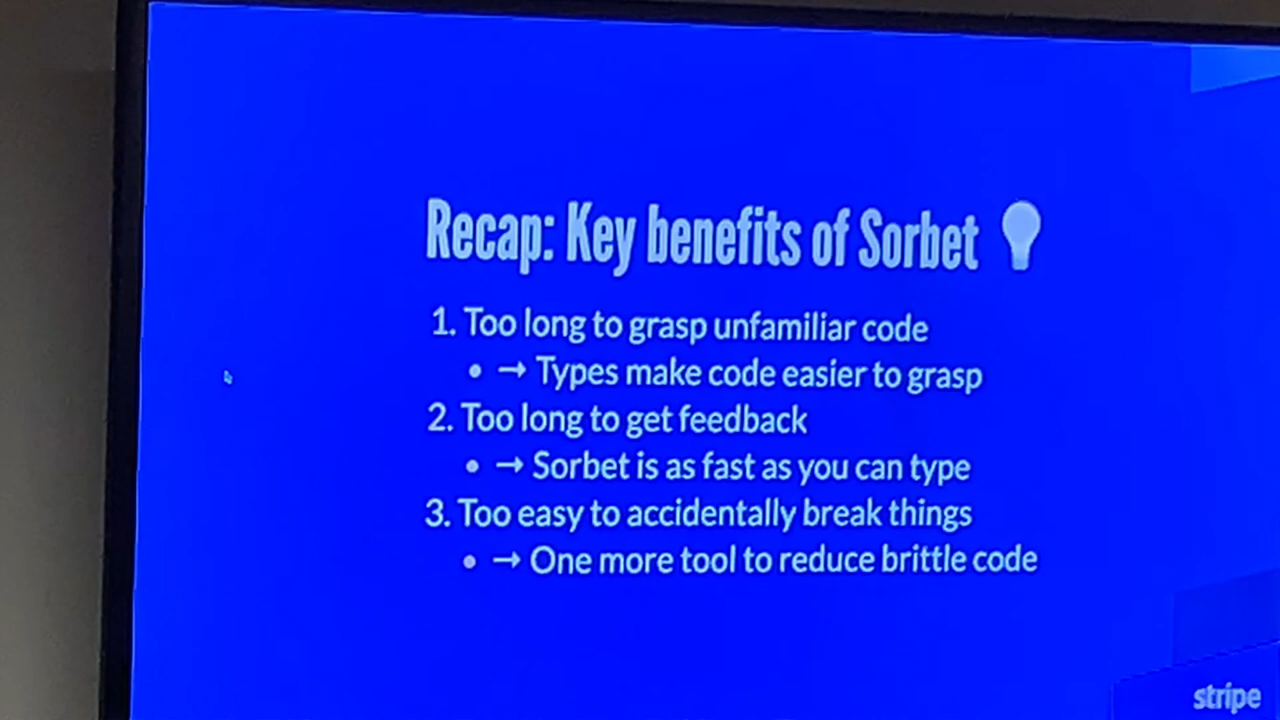 Recap: Key benefits of Sorbet 💡
1. Too long to grasp unfamiliar code
• → Types make code easier to grasp
2. Too long to get feedback
• → Sorbet is as fast as you can type
3. Too easy to accidentally break things
• → One more tool to reduce brittle code
stripe